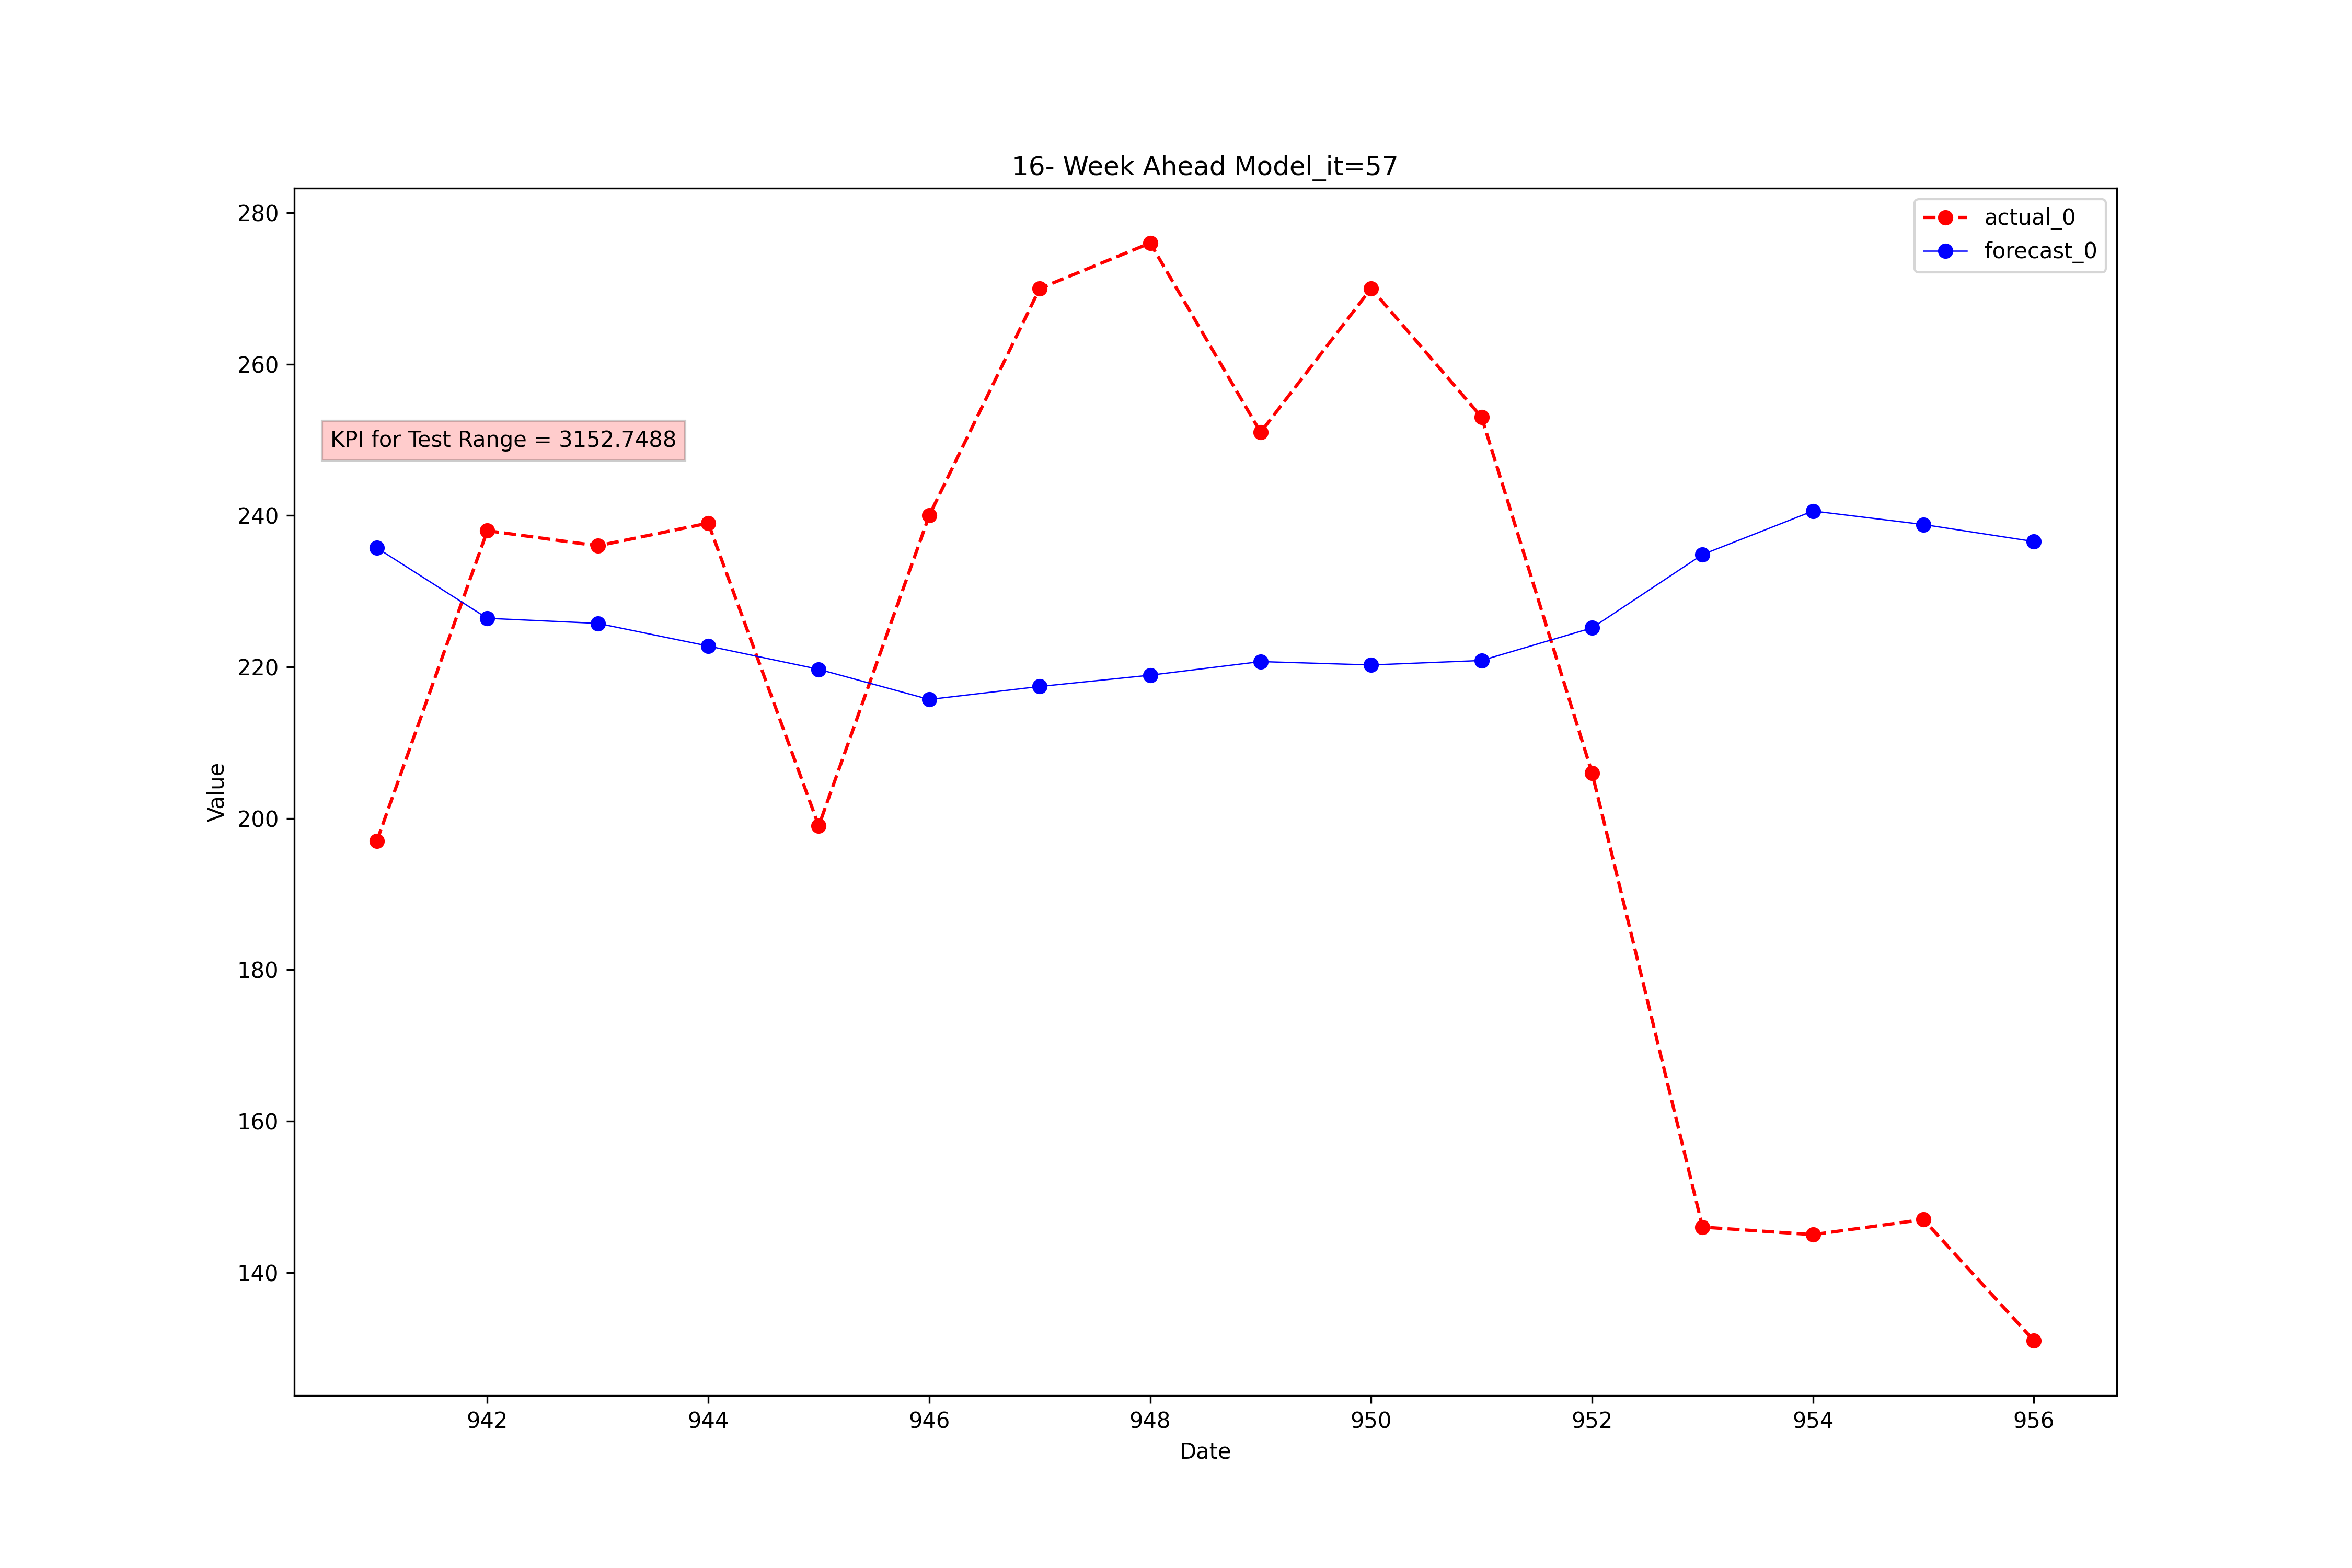 16- Week Ahead Model_it=57
actual_0
forecast_0
KPI for Test Range = 3152.7488
Value
280
260
240
220
200
180
160
140
942 944 946 948 950 952 954 956
Date